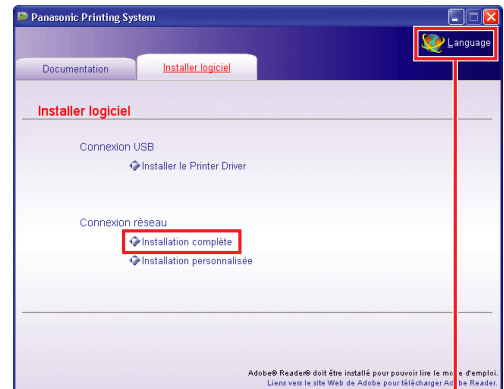 Panasonic Printing System
Language
Documentation
Installer logiciel
Installer logiciel
Connexion USB
Installer le Printer Driver
Connexion réseau
Installation complète
Installation personnalisée
Adobe® Reader® doit être installé pour pouvoir lire le mode d'emploi.
Liens vers le site Web de Adobe pour télécharger Adobe Reader.